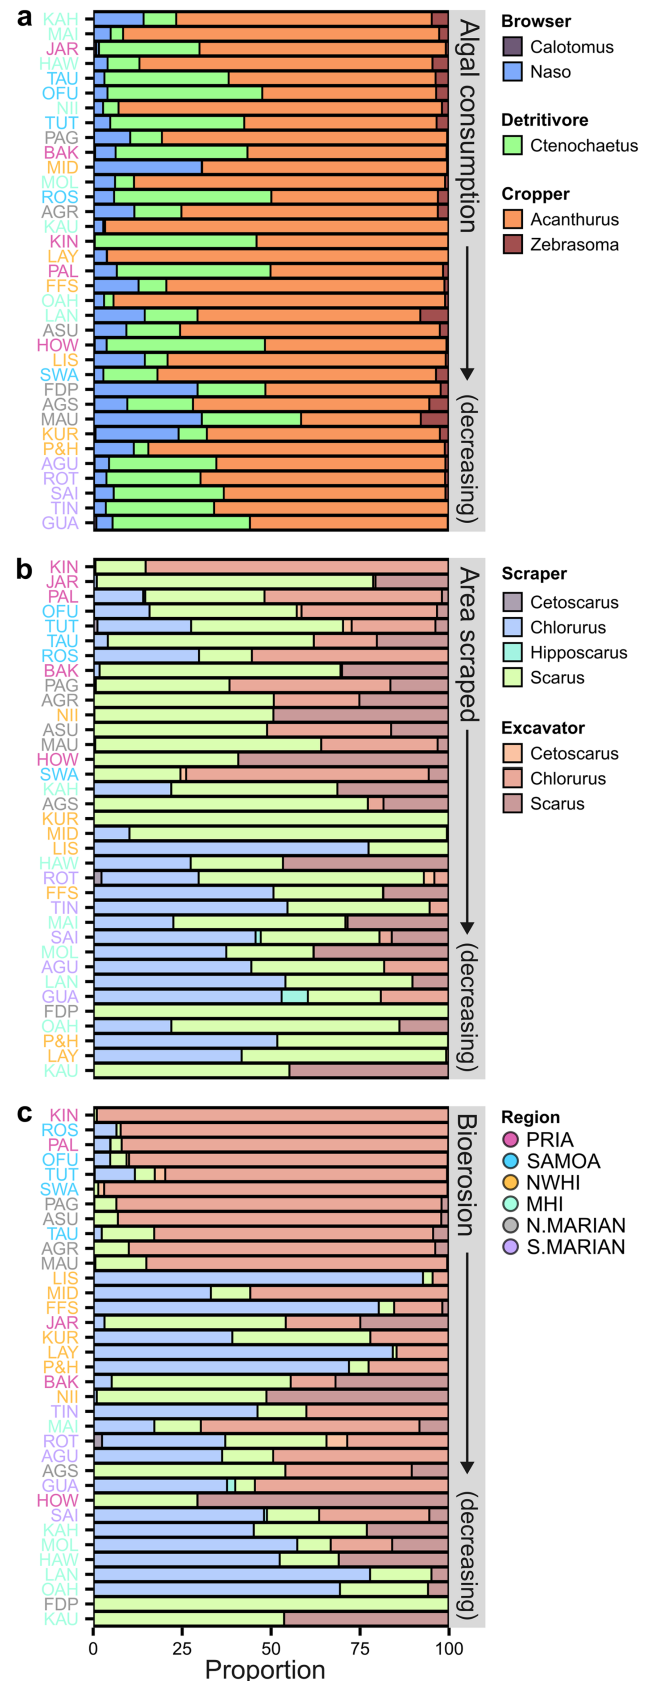 a
KAH
MAI
JAR
HAW
TAU
OFU
NII
TUT
PAG
BAK
MID
MOL
ROS
AGR
KAU
KIN
LAY
PAL
FFS
OAH
LAN
ASU
HOW
LIS
SWA
FDP
AGS
MAU
KUR
P&H
AGU
ROT
SAI
TIN
GUA
Algal consumption
(decreasing)
Browser
Calotomus
Naso
Detritivore
Ctenochaetus
Cropper
Acanthurus
Zebrasoma
b
KIN
JAR
PAL
OFU
TUT
TAU
ROS
BAK
PAG
AGR
NII
ASU
MAU
HOW
SWA
KAH
AGS
KUR
MID
LIS
HAW
ROT
FFS
TIN
MAI
SAI
MOL
AGU
LAN
GUA
FDP
OAH
P&H
LAY
KAU
Area scraped
(decreasing)
Scraper
Cetoscarus
Chlorurus
Hipposcarus
Scarus
Excavator
Cetoscarus
Chlorurus
Scarus
c
KIN
ROS
PAL
OFU
TUT
SWA
PAG
ASU
TAU
AGR
MAU
LIS
MID
FFS
JAR
KUR
LAY
P&H
BAK
NII
TIN
MAI
ROT
AGU
AGS
GUA
HOW
SAI
KAH
MOL
HAW
LAN
OAH
FDP
KAU
Bioerosion
(decreasing)
Region
PRIA
SAMOA
NWHI
MHI
N.MARIAN
S.MARIAN
0 25 50 75 100
Proportion